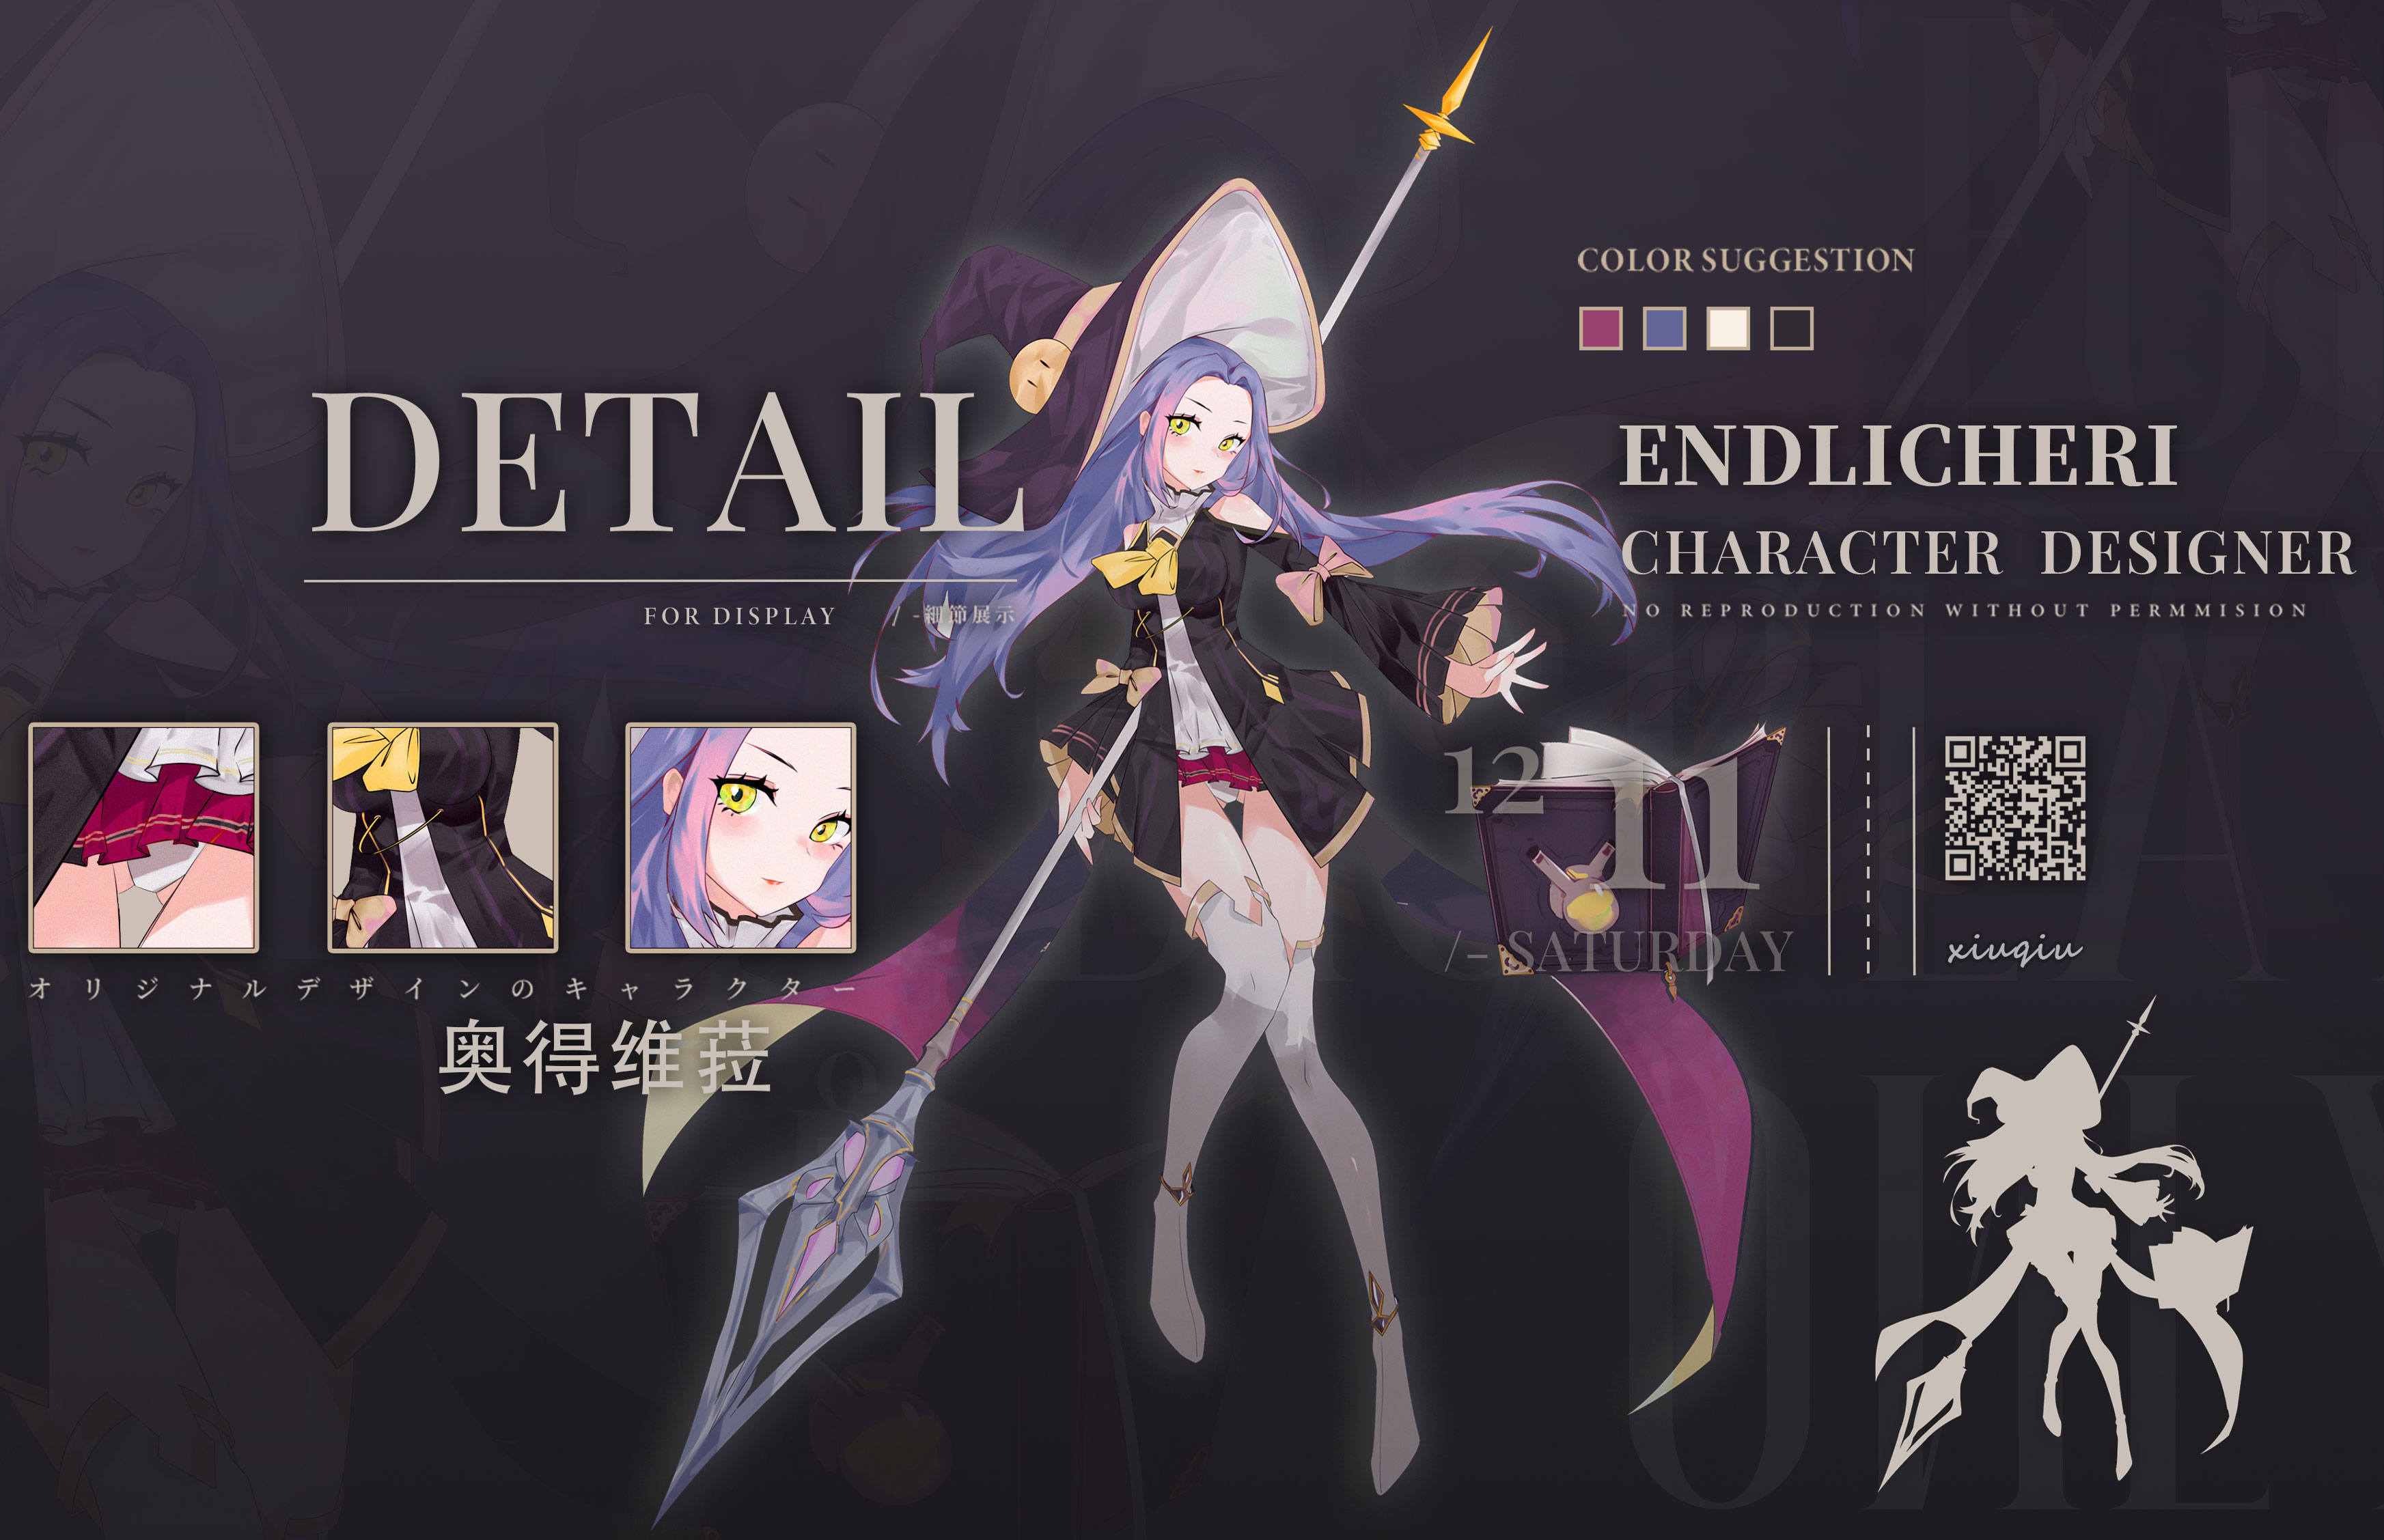 COLOR SUGGESTION
DETAIL
FOR DISPLAY / -細節展示
ENDLICHERI
CHARACTER DESIGNER
NO REPRODUCTION WITHOUT PERMMISION
12
11
/- SATURDAY
xiuqiu
オリジナルデザインのキャラクター
奥得维菈